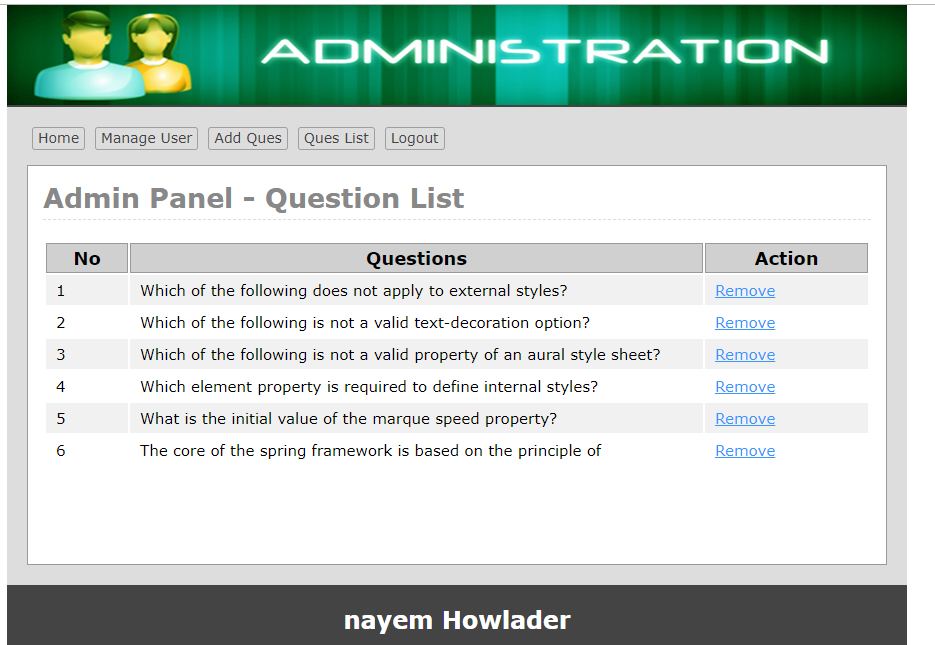 ADMINISTRATION
Home Manage User Add Ques Ques List Logout
Admin Panel - Question List
No Questions Action
1 Which of the following does not apply to external styles? Remove
2 Which of the following is not a valid text-decoration option? Remove
3 Which of the following is not a valid property of an aural style sheet? Remove
4 Which element property is required to define internal styles? Remove
5 What is the initial value of the marque speed property? Remove
6 The core of the spring framework is based on the principle of Remove
nayem Howlader